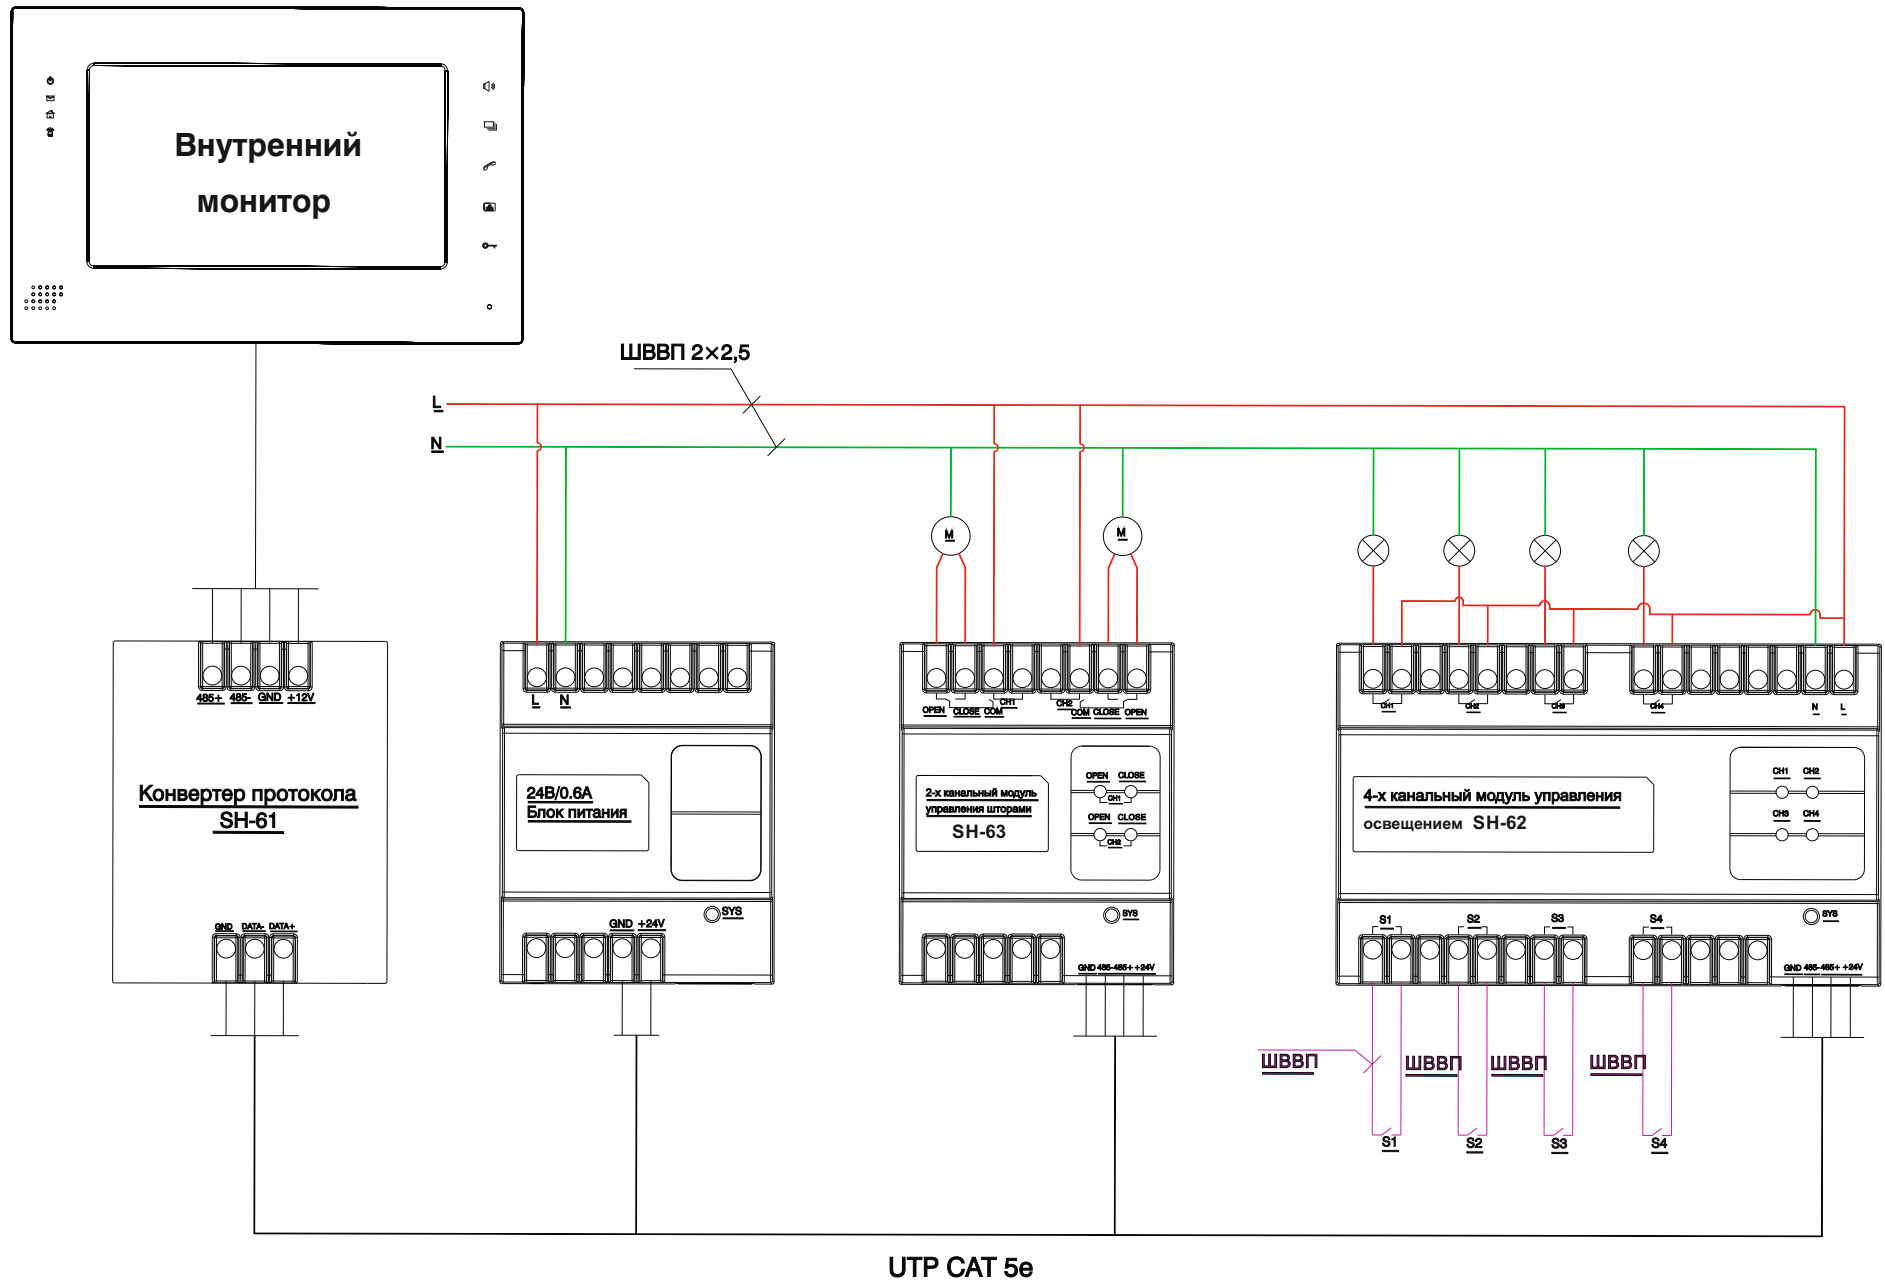 Внутренний
монитор
ШВВП 2×2,5
L
N
M M
485+ 485- GND +12V
L N
OPEN CLOSE COM CH1 CH2 COM CLOSE OPEN
CH1 CH2 CH3 CH4 N L
Конвертер протокола
SH-61
24В/0.6А
Блок питания
2-х канальный модуль
управления шторами
SH-63
OPEN CLOSE
CH1
OPEN CLOSE
CH2
4-х канальный модуль управления
освещением SH-62
CH1 CH2
CH3 CH4
GND DATA- DATA+
GND +24V
SYS
SYS
GND 485- 485+ +24V
S1 S2 S3 S4
SYS
GND 485- 485+ +24V
ШВВП ШВВП ШВВП ШВВП
S1 S2 S3 S4
UTP CAT 5e